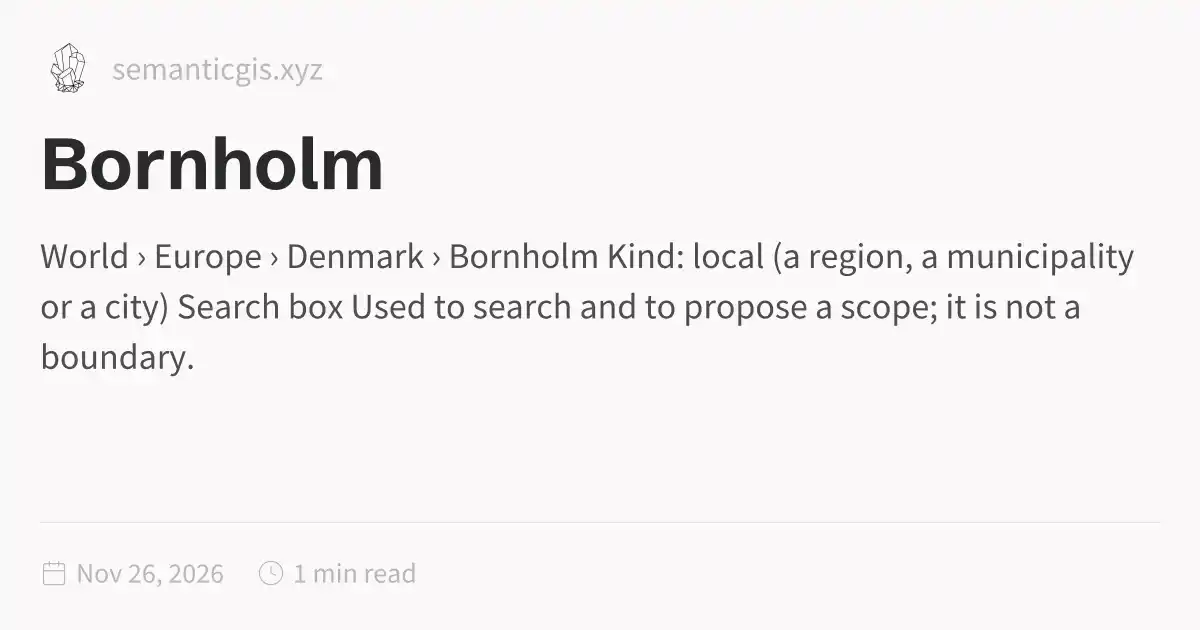 semanticgis.xyz
Bornholm
World › Europe › Denmark › Bornholm Kind: local (a region, a municipality
or a city) Search box Used to search and to propose a scope; it is not a
boundary.
Nov 26, 2026
1 min read